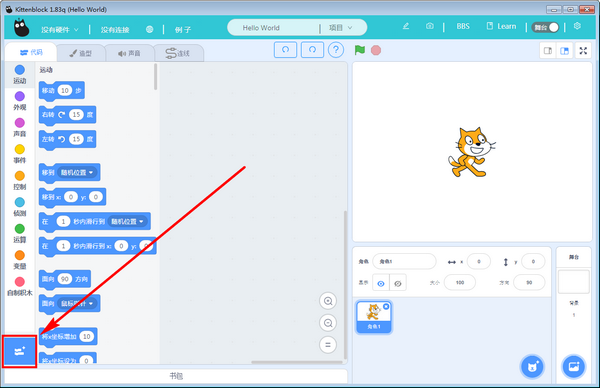 Kittenblock 1.83q (Hello World)
没有硬件 没有连接 例子 Hello World 项目 BBS Learn 舞台
代码 造型 声音 连线
运动
外观
声音
事件
控制
侦测
运算
变量
自制积木
运动
移动 10 步
右转 15 度
左转 15 度
移到 随机位置
移到 x: 0 y: 0
在 1 秒内滑行到 随机位置
在 1 秒内滑行到 x: 0 y:
面向 90 方向
面向 鼠标指针
将x坐标增加 10
将x坐标设为 0
书包
角色 角色1 x 0 y 0
显示 大小 100 方向 90
角色1
舞台
背景
1